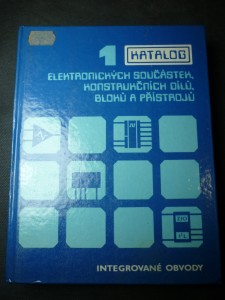 1 KATALOG
ELEKTRONICKÝCH SOUČÁSTEK,
KONSTRUKČNÍCH DÍLŮ,
BLOKŮ A PŘÍSTROJŮ
INTEGROVANÉ OBVODY